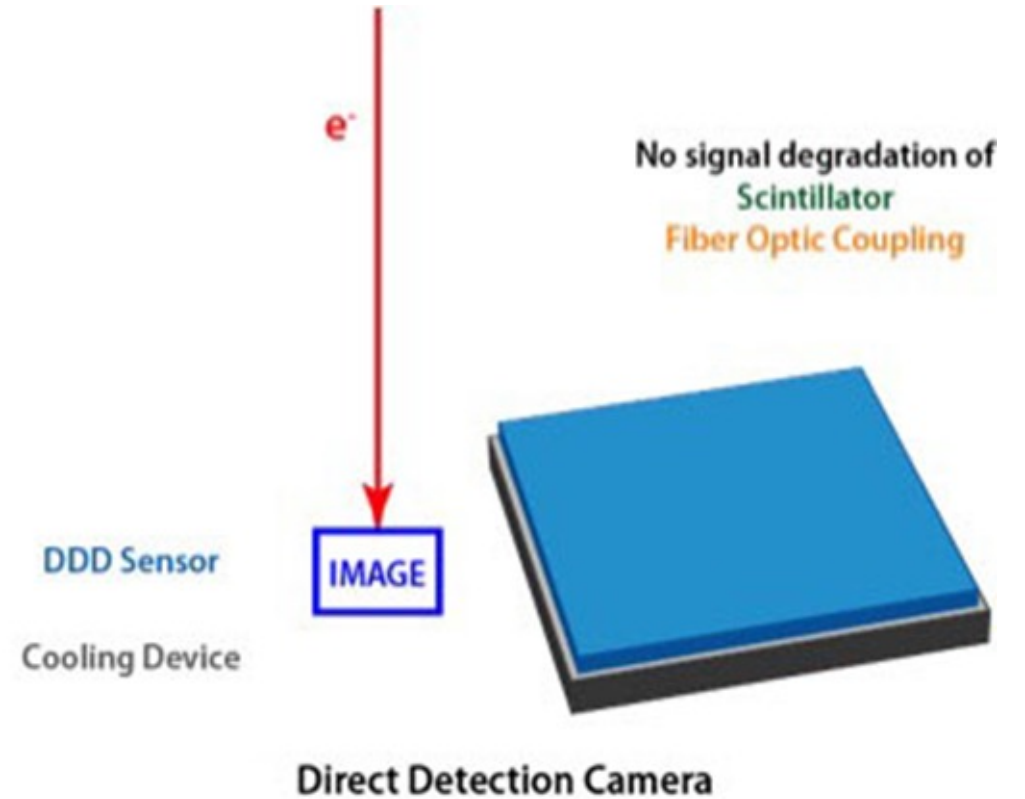 e-
No signal degradation of
Scintillator
Fiber Optic Coupling
DDD Sensor
IMAGE
Cooling Device
Direct Detection Camera